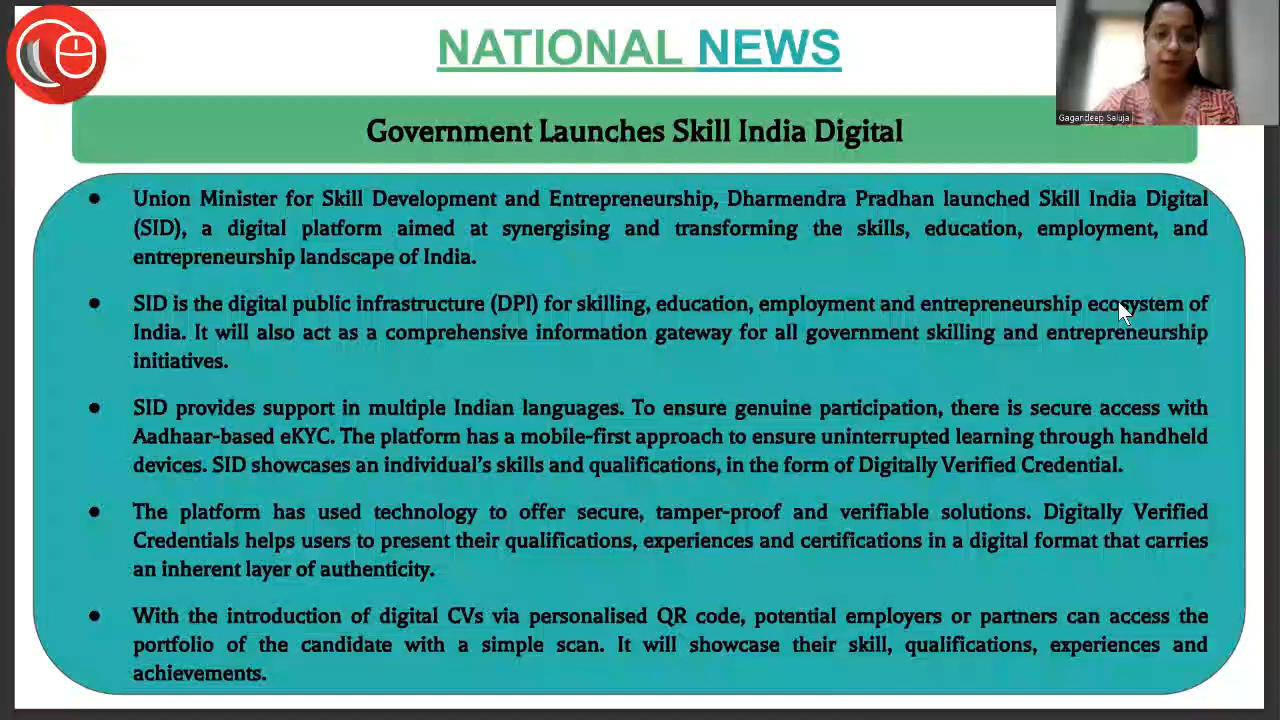 NATIONAL NEWS
Gagandeep Saluja
Government Launches Skill India Digital
● Union Minister for Skill Development and Entrepreneurship, Dharmendra Pradhan launched Skill India Digital
(SID), a digital platform aimed at synergising and transforming the skills, education, employment, and
entrepreneurship landscape of India.
● SID is the digital public infrastructure (DPI) for skilling, education, employment and entrepreneurship ecosystem of
India. It will also act as a comprehensive information gateway for all government skilling and entrepreneurship
initiatives.
● SID provides support in multiple Indian languages. To ensure genuine participation, there is secure access with
Aadhaar-based eKYC. The platform has a mobile-first approach to ensure uninterrupted learning through handheld
devices. SID showcases an individual's skills and qualifications, in the form of Digitally Verified Credential.
● The platform has used technology to offer secure, tamper-proof and verifiable solutions. Digitally Verified
Credentials helps users to present their qualifications, experiences and certifications in a digital format that carries
an inherent layer of authenticity.
● With the introduction of digital CVs via personalised QR code, potential employers or partners can access the
portfolio of the candidate with a simple scan. It will showcase their skill, qualifications, experiences and
achievements.